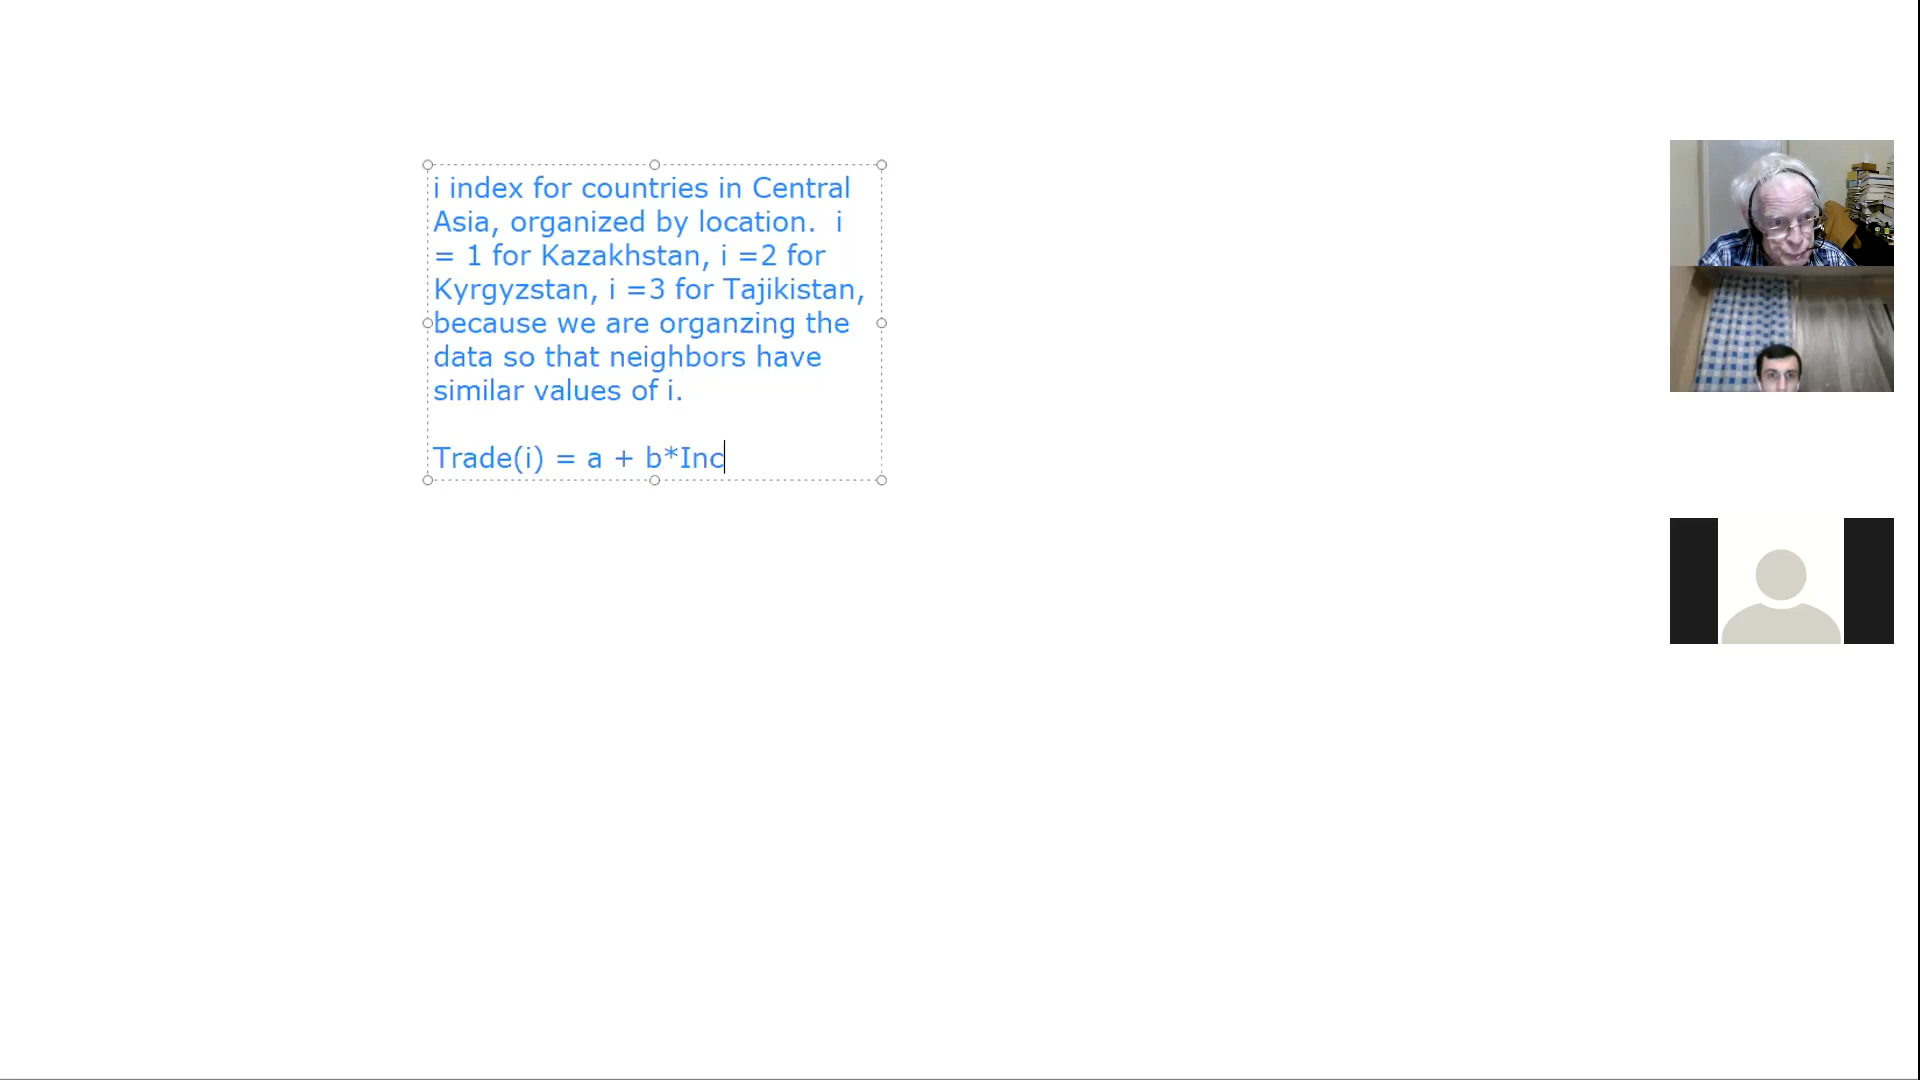 i index for countries in Central
Asia, organized by location.  i
= 1 for Kazakhstan, i =2 for
Kyrgyzstan, i =3 for Tajikistan,
because we are organzing the
data so that neighbors have
similar values of i.
Trade(i) = a + b*Inc